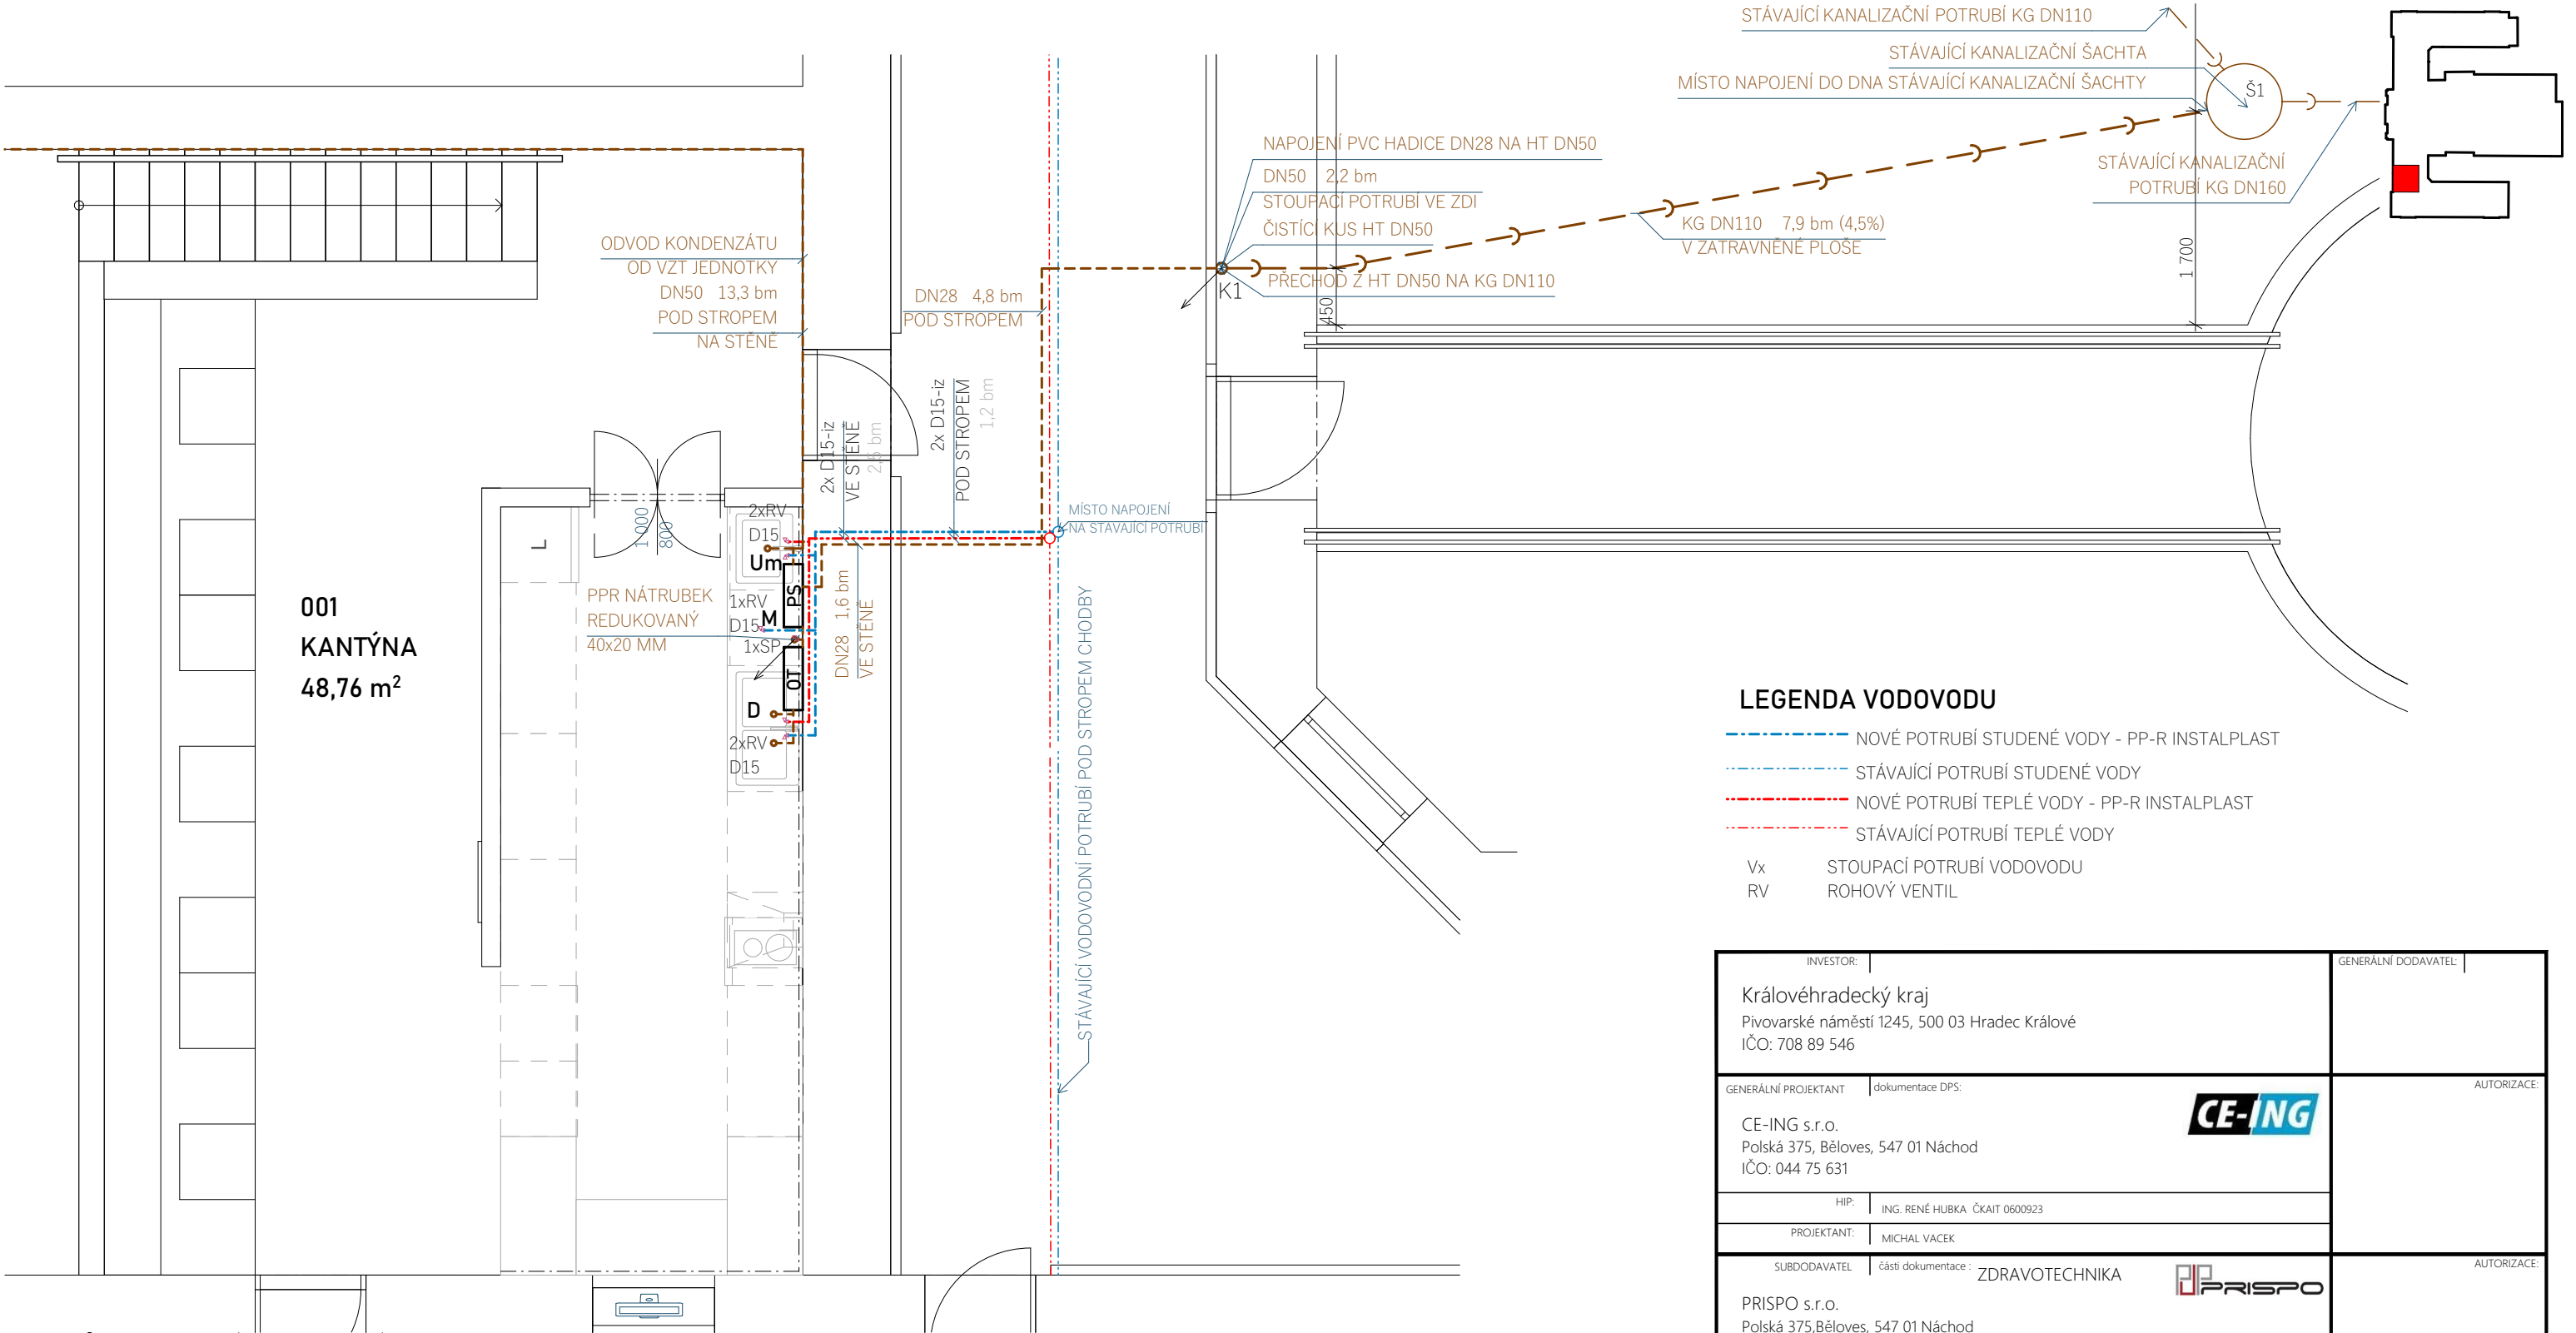 STÁVAJÍCÍ KANALIZAČNÍ POTRUBÍ KG DN110
STÁVAJÍCÍ KANALIZAČNÍ ŠACHTA
MÍSTO NAPOJENÍ DO DNA STÁVAJÍCÍ KANALIZAČNÍ ŠACHTY
Š1
STÁVAJÍCÍ KANALIZAČNÍ
POTRUBÍ KG DN160
NAPOJENÍ PVC HADICE DN28 NA HT DN50
DN50 2,2 bm
STOUPACÍ POTRUBÍ VE ZDI
ČISTÍCÍ KUS HT DN50
PŘECHOD Z HT DN50 NA KG DN110
K1
KG DN110 7,9 bm (4,5%)
V ZATRAVNĚNÉ PLOŠE
1 700
450
ODVOD KONDENZÁTU
OD VZT JEDNOTKY
DN50 13,3 bm
POD STROPEM
NA STĚNĚ
DN28 4,8 bm
POD STROPEM
2x D15-iz
VE STĚNĚ
2,5 bm
2x D15-iz
POD STROPEM
1,2 bm
MÍSTO NAPOJENÍ
NA STÁVAJÍCÍ POTRUBÍ
1 000
800
L
2xRV
D15
Um
PS
1xRV
D15
M
1xSP
OT
D
2xRV
D15
PPR NÁTRUBEK
REDUKOVANÝ
40x20 MM
DN28 1,6 bm
VE STĚNĚ
001
KANTÝNA
48,76 m²
STÁVAJÍCÍ VODOVODNÍ POTRUBÍ POD STROPEM CHODBY
LEGENDA VODOVODU
NOVÉ POTRUBÍ STUDENÉ VODY - PP-R INSTALPLAST
STÁVAJÍCÍ POTRUBÍ STUDENÉ VODY
NOVÉ POTRUBÍ TEPLÉ VODY - PP-R INSTALPLAST
STÁVAJÍCÍ POTRUBÍ TEPLÉ VODY
Vx STOUPACÍ POTRUBÍ VODOVODU
RV ROHOVÝ VENTIL
INVESTOR:
Královéhradecký kraj
Pivovarské náměstí 1245, 500 03 Hradec Králové
IČO: 708 89 546
GENERÁLNÍ DODAVATEL:
GENERÁLNÍ PROJEKTANT dokumentace DPS:
CE-ING
CE-ING s.r.o.
Polská 375, Běloves, 547 01 Náchod
IČO: 044 75 631
AUTORIZACE:
HIP: ING. RENÉ HUBKA ČKAIT 0600923
PROJEKTANT: MICHAL VACEK
SUBDODAVATEL části dokumentace : ZDRAVOTECHNIKA
PRISPO
PRISPO s.r.o.
Polská 375,Běloves, 547 01 Náchod
AUTORIZACE: